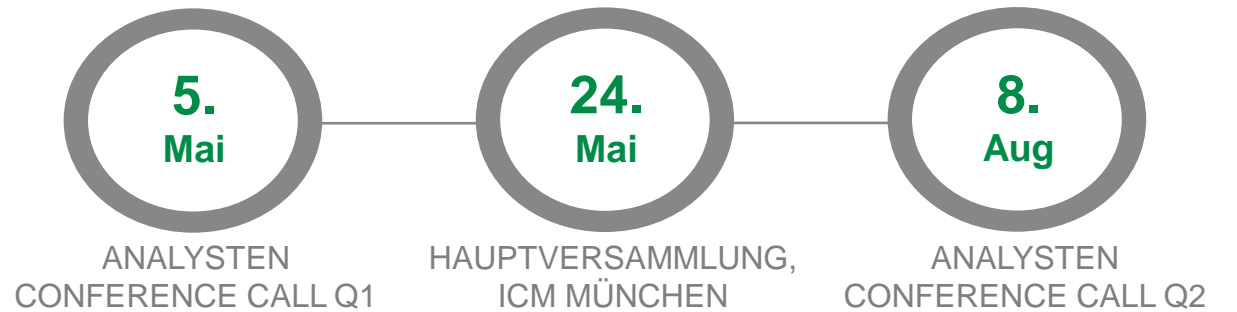 5.
Mai
ANALYSTEN
CONFERENCE CALL Q1
24.
Mai
HAUPTVERSAMMLUNG,
ICM MÜNCHEN
8.
Aug
ANALYSTEN
CONFERENCE CALL Q2